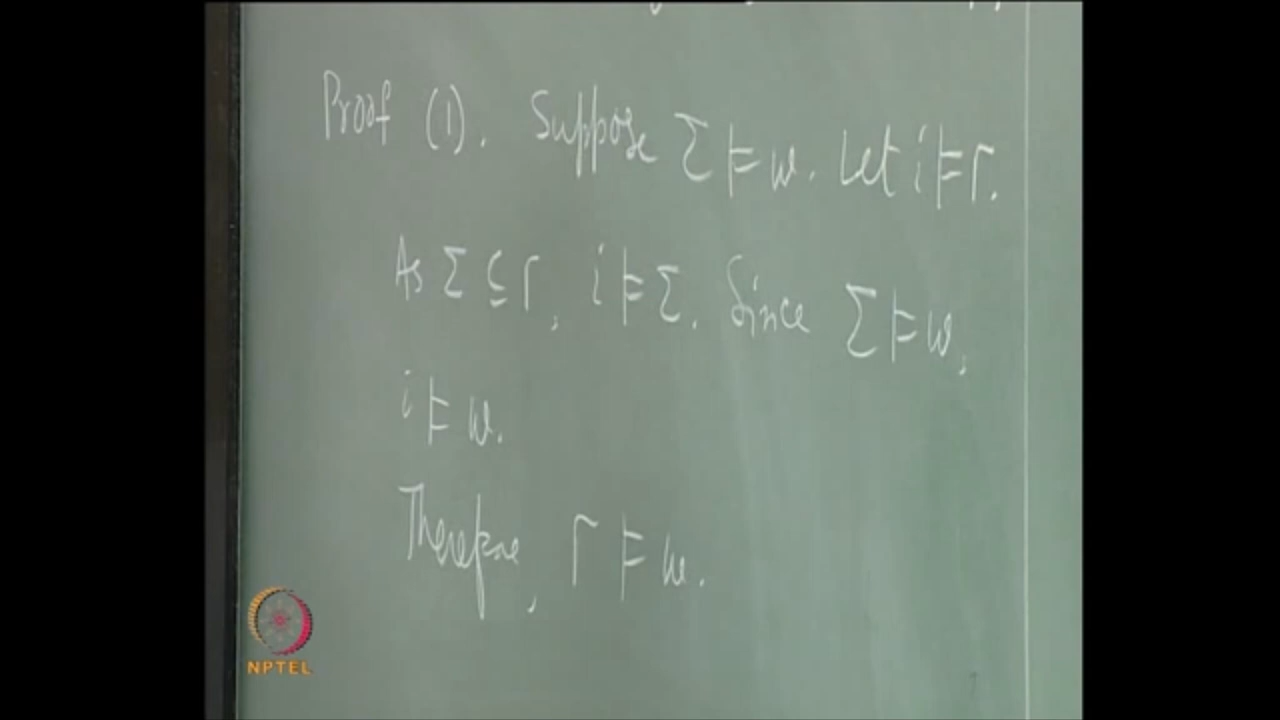 Proof (1). Suppose Σ ⊨ w. Let i ⊨ Γ.
As Σ ⊆ Γ, i ⊨ Σ. Since Σ ⊨ w,
i ⊨ w.
Therefore, Γ ⊨ w.
NPTEL